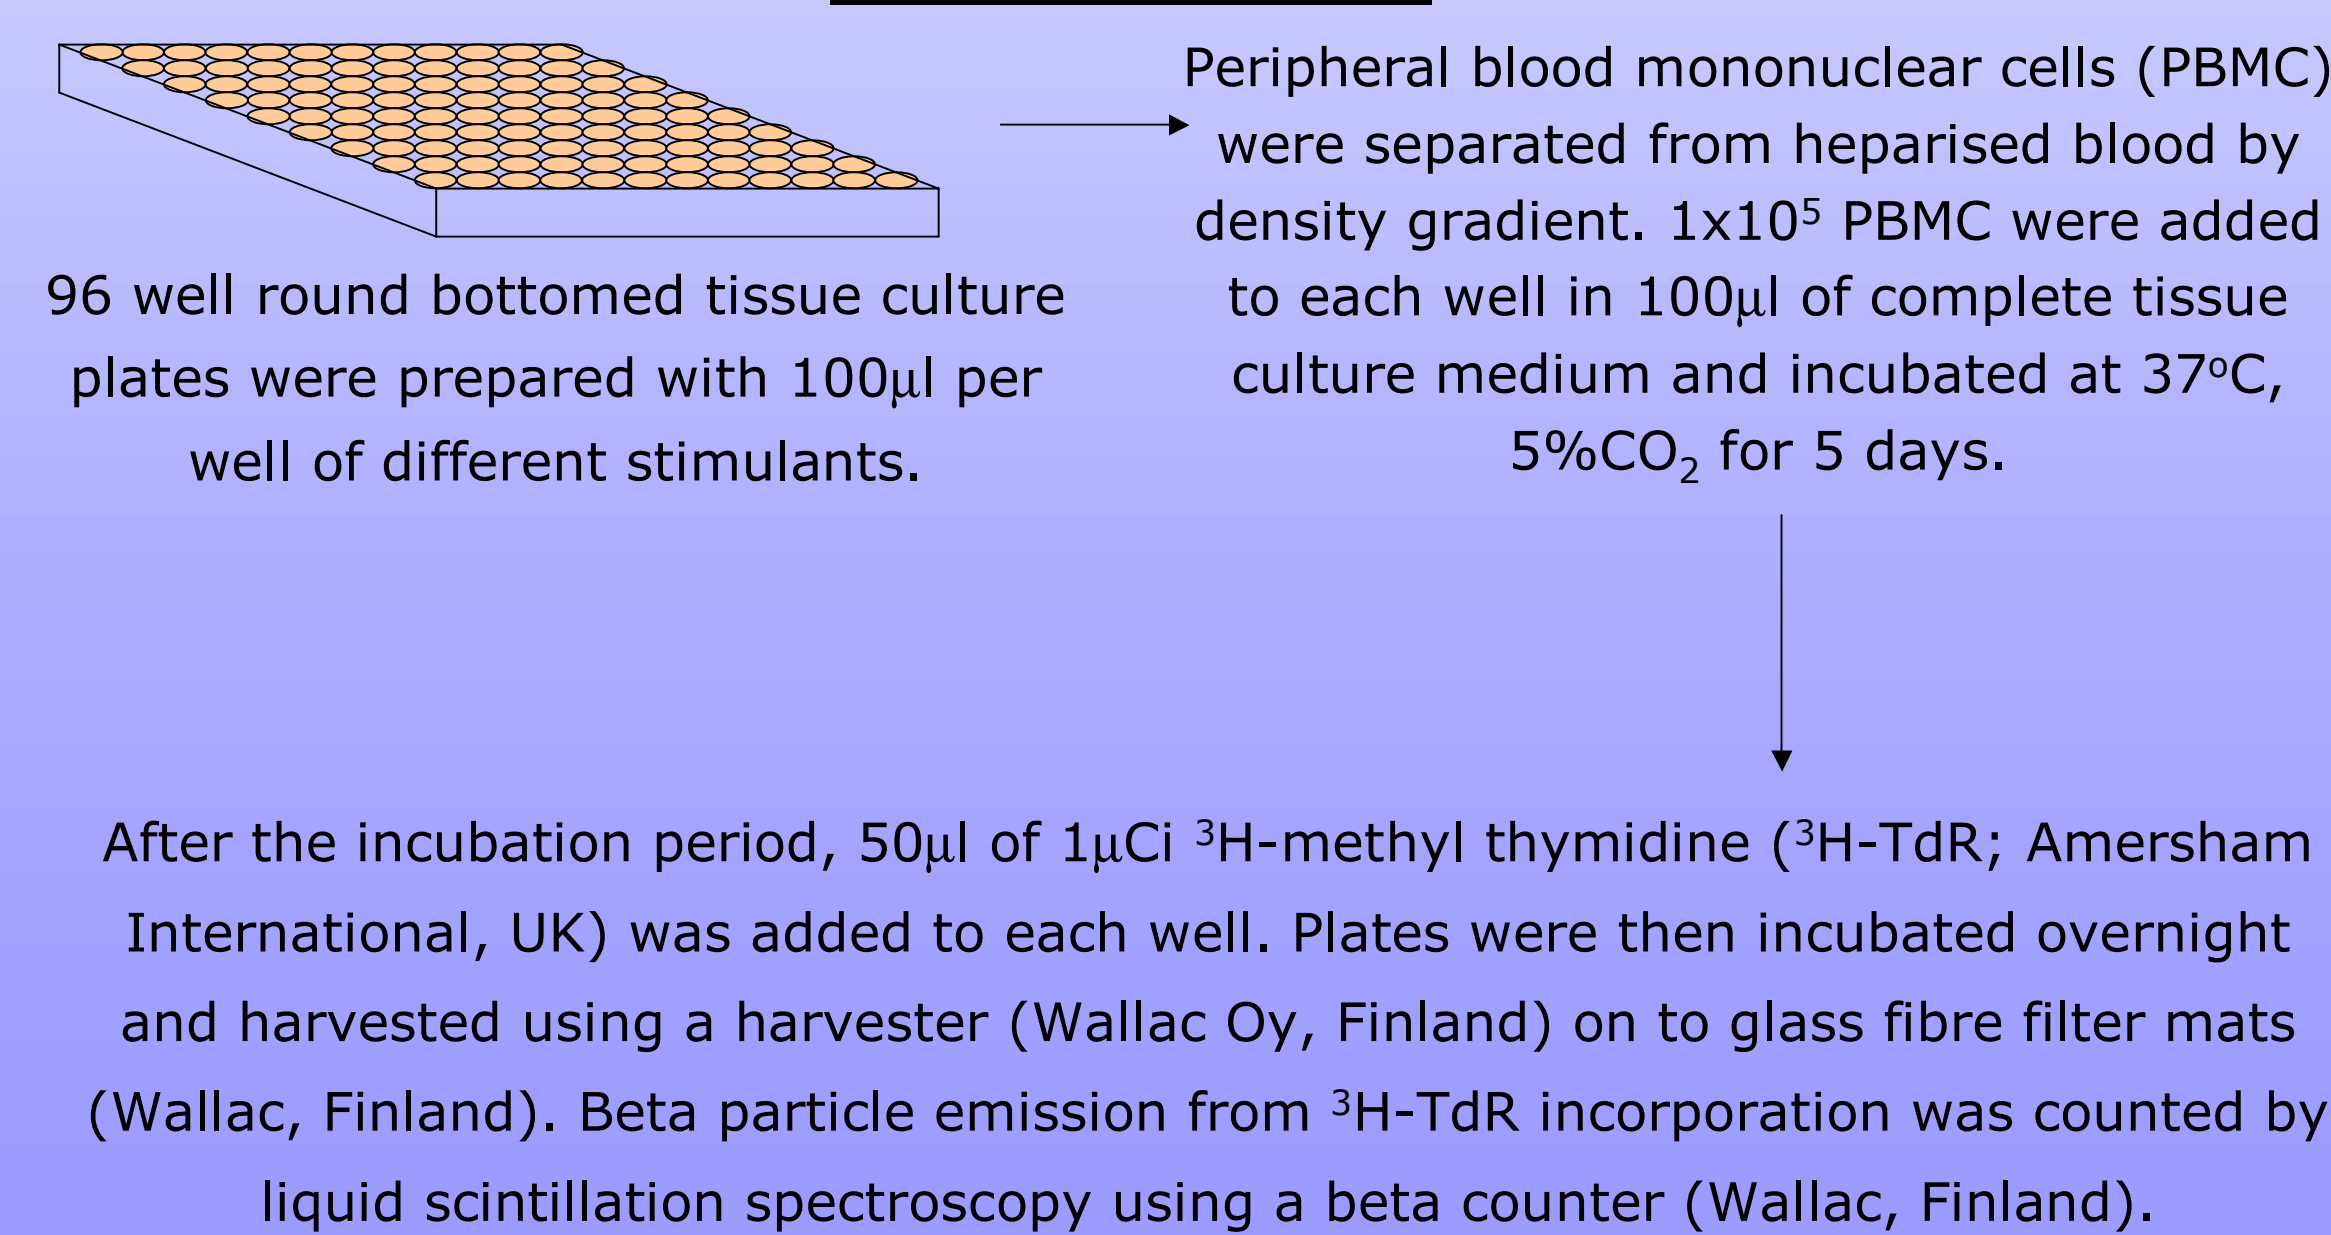 96 well round bottomed tissue culture
plates were prepared with 100μl per
well of different stimulants.
Peripheral blood mononuclear cells (PBMC)
were separated from heparised blood by
density gradient. 1x10⁵ PBMC were added
to each well in 100μl of complete tissue
culture medium and incubated at 37ºC,
5%CO₂ for 5 days.
After the incubation period, 50μl of 1μCi ³H-methyl thymidine (³H-TdR; Amersham
International, UK) was added to each well. Plates were then incubated overnight
and harvested using a harvester (Wallac Oy, Finland) on to glass fibre filter mats
(Wallac, Finland). Beta particle emission from ³H-TdR incorporation was counted by
liquid scintillation spectroscopy using a beta counter (Wallac, Finland).